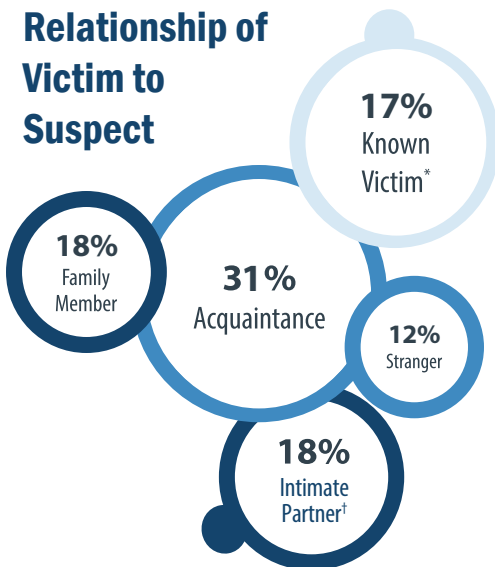 Relationship of
Victim to
Suspect
17%
Known
Victim*
18%
Family
Member
31%
Acquaintance
12%
Stranger
18%
Intimate
Partner†